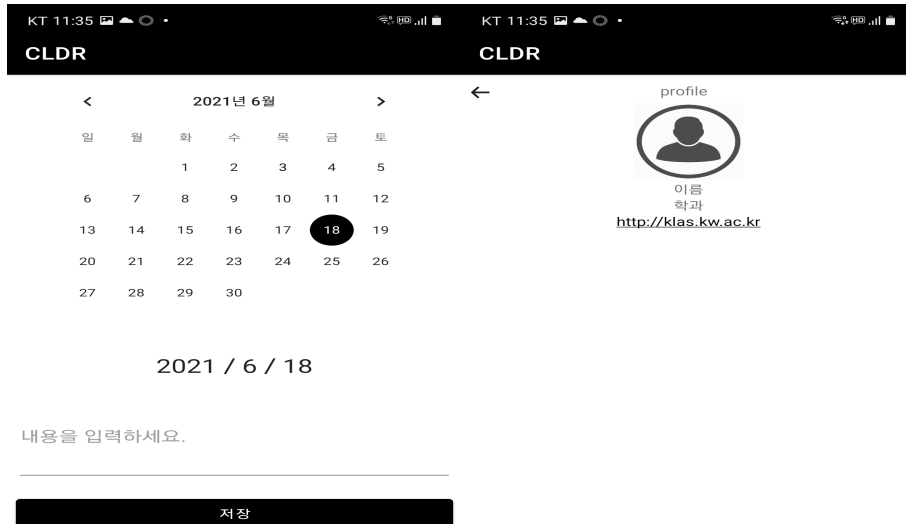 KT 11:35
CLDR
2021년 6월
일 월 화 수 목 금 토
1 2 3 4 5
6 7 8 9 10 11 12
13 14 15 16 17 18 19
20 21 22 23 24 25 26
27 28 29 30
2021 / 6 / 18
내용을 입력하세요.
저장
KT 11:35
CLDR
profile
이름
학과
http://klas.kw.ac.kr